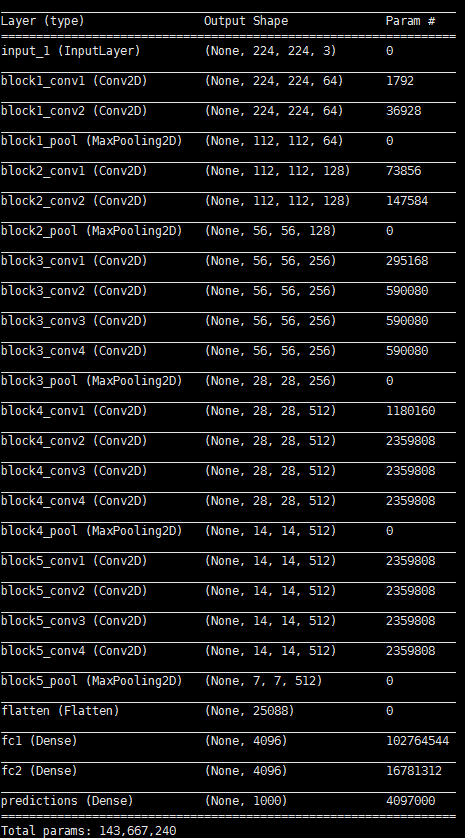 Layer (type) Output Shape Param #
input_1 (InputLayer) (None, 224, 224, 3) 0
block1_conv1 (Conv2D) (None, 224, 224, 64) 1792
block1_conv2 (Conv2D) (None, 224, 224, 64) 36928
block1_pool (MaxPooling2D) (None, 112, 112, 64) 0
block2_conv1 (Conv2D) (None, 112, 112, 128) 73856
block2_conv2 (Conv2D) (None, 112, 112, 128) 147584
block2_pool (MaxPooling2D) (None, 56, 56, 128) 0
block3_conv1 (Conv2D) (None, 56, 56, 256) 295168
block3_conv2 (Conv2D) (None, 56, 56, 256) 590080
block3_conv3 (Conv2D) (None, 56, 56, 256) 590080
block3_conv4 (Conv2D) (None, 56, 56, 256) 590080
block3_pool (MaxPooling2D) (None, 28, 28, 256) 0
block4_conv1 (Conv2D) (None, 28, 28, 512) 1180160
block4_conv2 (Conv2D) (None, 28, 28, 512) 2359808
block4_conv3 (Conv2D) (None, 28, 28, 512) 2359808
block4_conv4 (Conv2D) (None, 28, 28, 512) 2359808
block4_pool (MaxPooling2D) (None, 14, 14, 512) 0
block5_conv1 (Conv2D) (None, 14, 14, 512) 2359808
block5_conv2 (Conv2D) (None, 14, 14, 512) 2359808
block5_conv3 (Conv2D) (None, 14, 14, 512) 2359808
block5_conv4 (Conv2D) (None, 14, 14, 512) 2359808
block5_pool (MaxPooling2D) (None, 7, 7, 512) 0
flatten (Flatten) (None, 25088) 0
fc1 (Dense) (None, 4096) 102764544
fc2 (Dense) (None, 4096) 16781312
predictions (Dense) (None, 1000) 4097000
Total params: 143,667,240